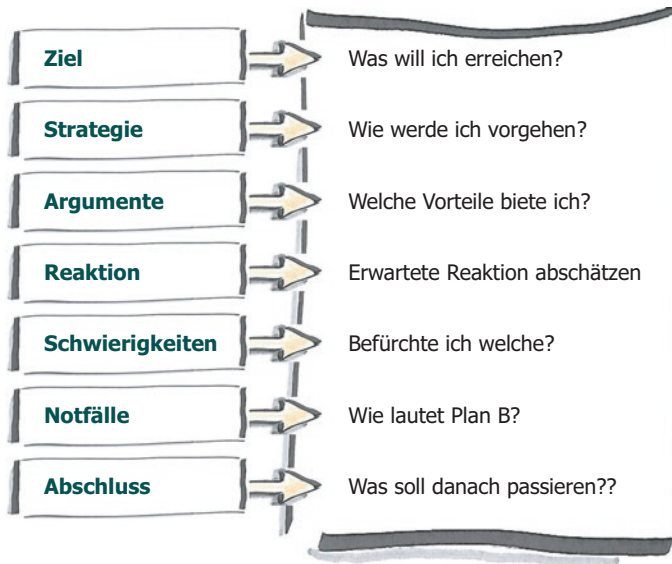 Ziel Was will ich erreichen?
Strategie Wie werde ich vorgehen?
Argumente Welche Vorteile biete ich?
Reaktion Erwartete Reaktion abschätzen
Schwierigkeiten Befürchte ich welche?
Notfälle Wie lautet Plan B?
Abschluss Was soll danach passieren??